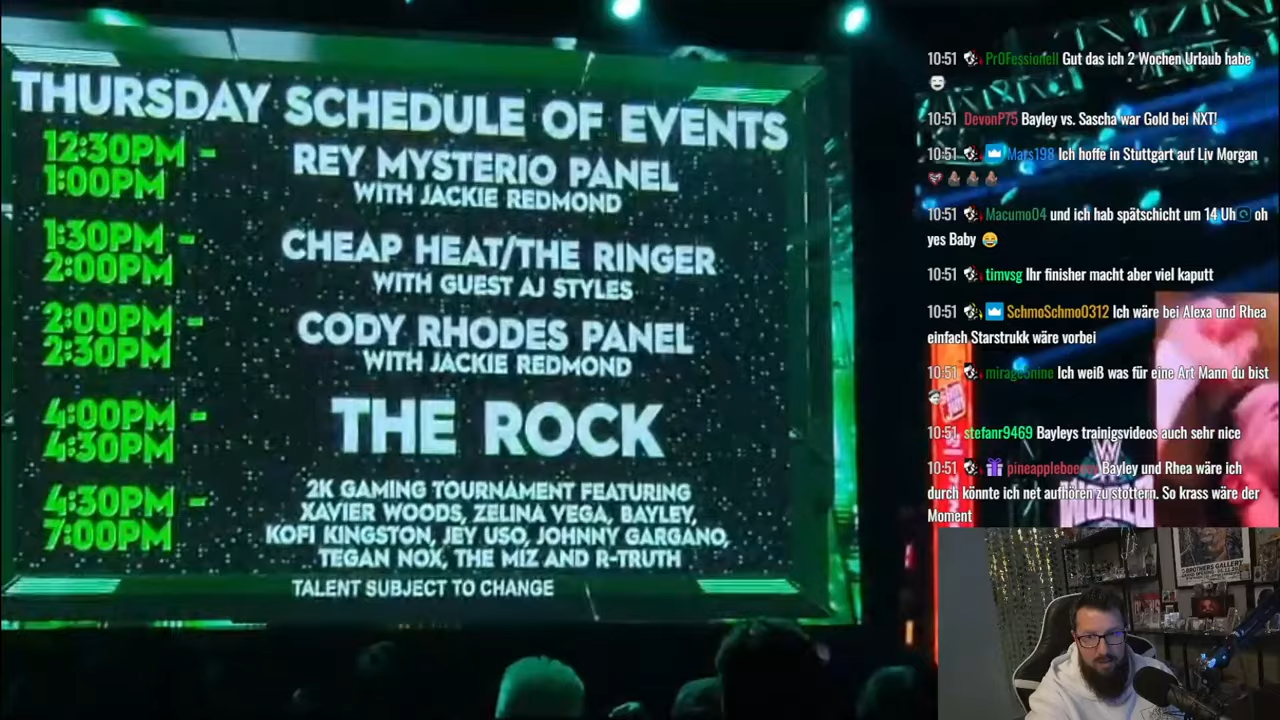 THURSDAY SCHEDULE OF EVENTS
12:30PM -
1:00PM
REY MYSTERIO PANEL
WITH JACKIE REDMOND
1:30PM -
2:00PM
CHEAP HEAT/THE RINGER
WITH GUEST AJ STYLES
2:00PM -
2:30PM
CODY RHODES PANEL
WITH JACKIE REDMOND
4:00PM -
4:30PM
THE ROCK
4:30PM -
7:00PM
2K GAMING TOURNAMENT FEATURING
XAVIER WOODS, ZELINA VEGA, BAYLEY,
KOFI KINGSTON, JEY USO, JOHNNY GARGANO,
TEGAN NOX, THE MIZ AND R-TRUTH
TALENT SUBJECT TO CHANGE
10:51 Pr0Fessionell Gut das ich 2 Wochen Urlaub habe
10:51 DevonP75 Bayley vs. Sascha war Gold bei NXT!
10:51 Mars198 Ich hoffe in Stuttgart auf Liv Morgan
10:51 Macumo04 und ich hab spätschicht um 14 Uh oh
yes Baby
10:51 timvsg Ihr finisher macht aber viel kaputt
10:51 SchmoSchmo0312 Ich wäre bei Alexa und Rhea
einfach Starstrukk wäre vorbei
10:51 Ich weiß was für eine Art Mann du bist
10:51 stefanr9469 Bayleys trainigsvideos auch sehr nice
10:51 Bayley und Rhea wäre ich
durch könnte ich net aufhören zu stottern. So krass wäre der
Moment
WORLD
BROTHERS GALLERY